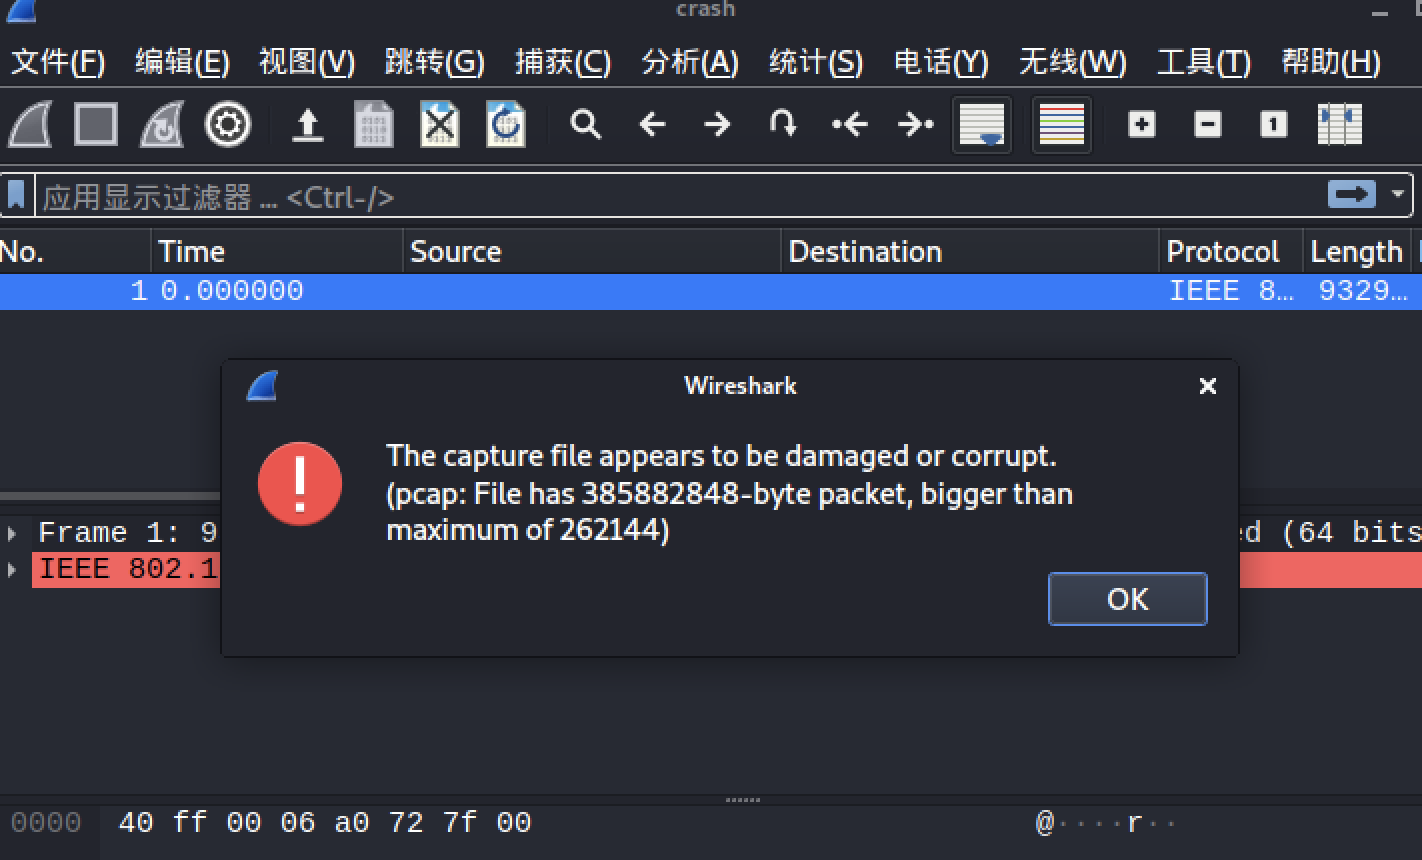 crash
文件(F) 编辑(E) 视图(V) 跳转(G) 捕获(C) 分析(A) 统计(S) 电话(Y) 无线(W) 工具(T) 帮助(H)
应用显示过滤器 … <Ctrl-/>
No. Time Source Destination Protocol Length
1 0.000000 IEEE 8… 9329…
Wireshark
The capture file appears to be damaged or corrupt.
(pcap: File has 385882848-byte packet, bigger than
maximum of 262144)
OK
Frame 1: 9 ed (64 bits
IEEE 802.1
0000 40 ff 00 06 a0 72 7f 00 @····r··